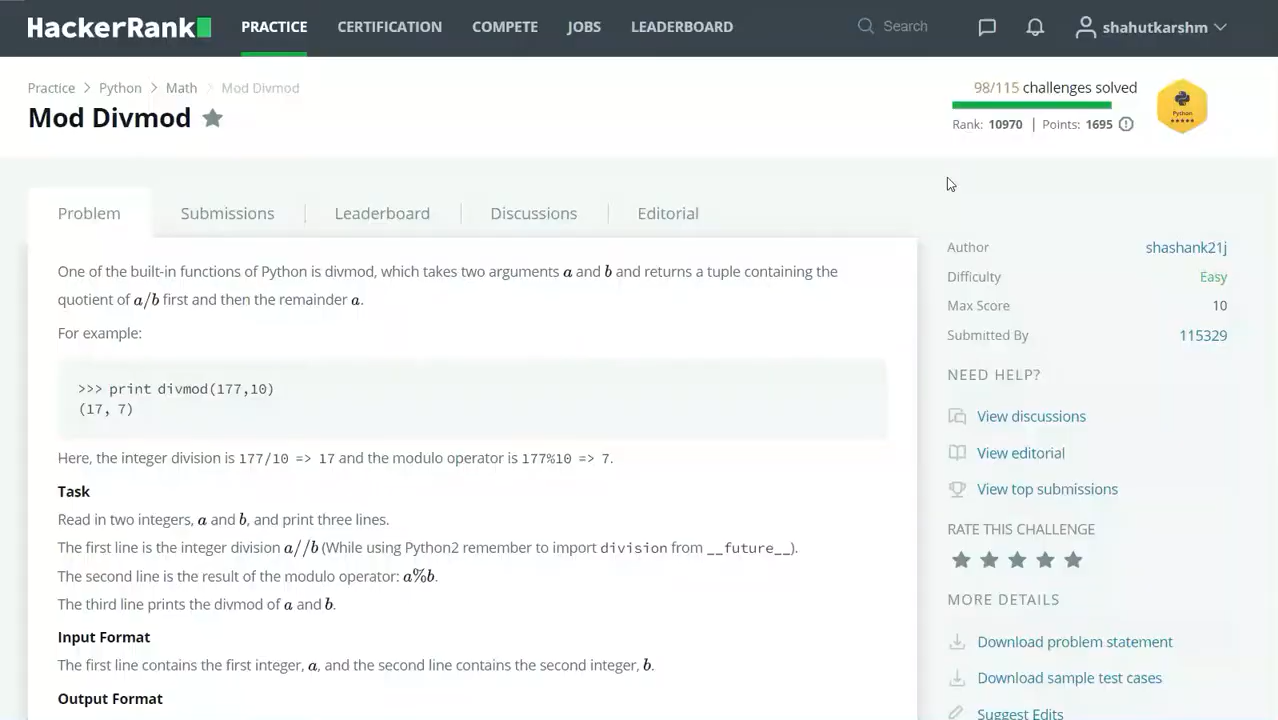 HackerRank PRACTICE CERTIFICATION COMPETE JOBS LEADERBOARD Search shahutkarshm
Practice > Python > Math > Mod Divmod
Mod Divmod
98/115 challenges solved
Rank: 10970 | Points: 1695
Python
Problem Submissions Leaderboard Discussions Editorial
One of the built-in functions of Python is divmod, which takes two arguments a and b and returns a tuple containing the
quotient of a/b first and then the remainder a.
For example:
>>> print divmod(177,10)
(17, 7)
Here, the integer division is 177/10 => 17 and the modulo operator is 177%10 => 7.
Task
Read in two integers, a and b, and print three lines.
The first line is the integer division a//b (While using Python2 remember to import division from __future__).
The second line is the result of the modulo operator: a%b.
The third line prints the divmod of a and b.
Input Format
The first line contains the first integer, a, and the second line contains the second integer, b.
Output Format
Author shashank21j
Difficulty Easy
Max Score 10
Submitted By 115329
NEED HELP?
View discussions
View editorial
View top submissions
RATE THIS CHALLENGE
MORE DETAILS
Download problem statement
Download sample test cases
Suggest Edits